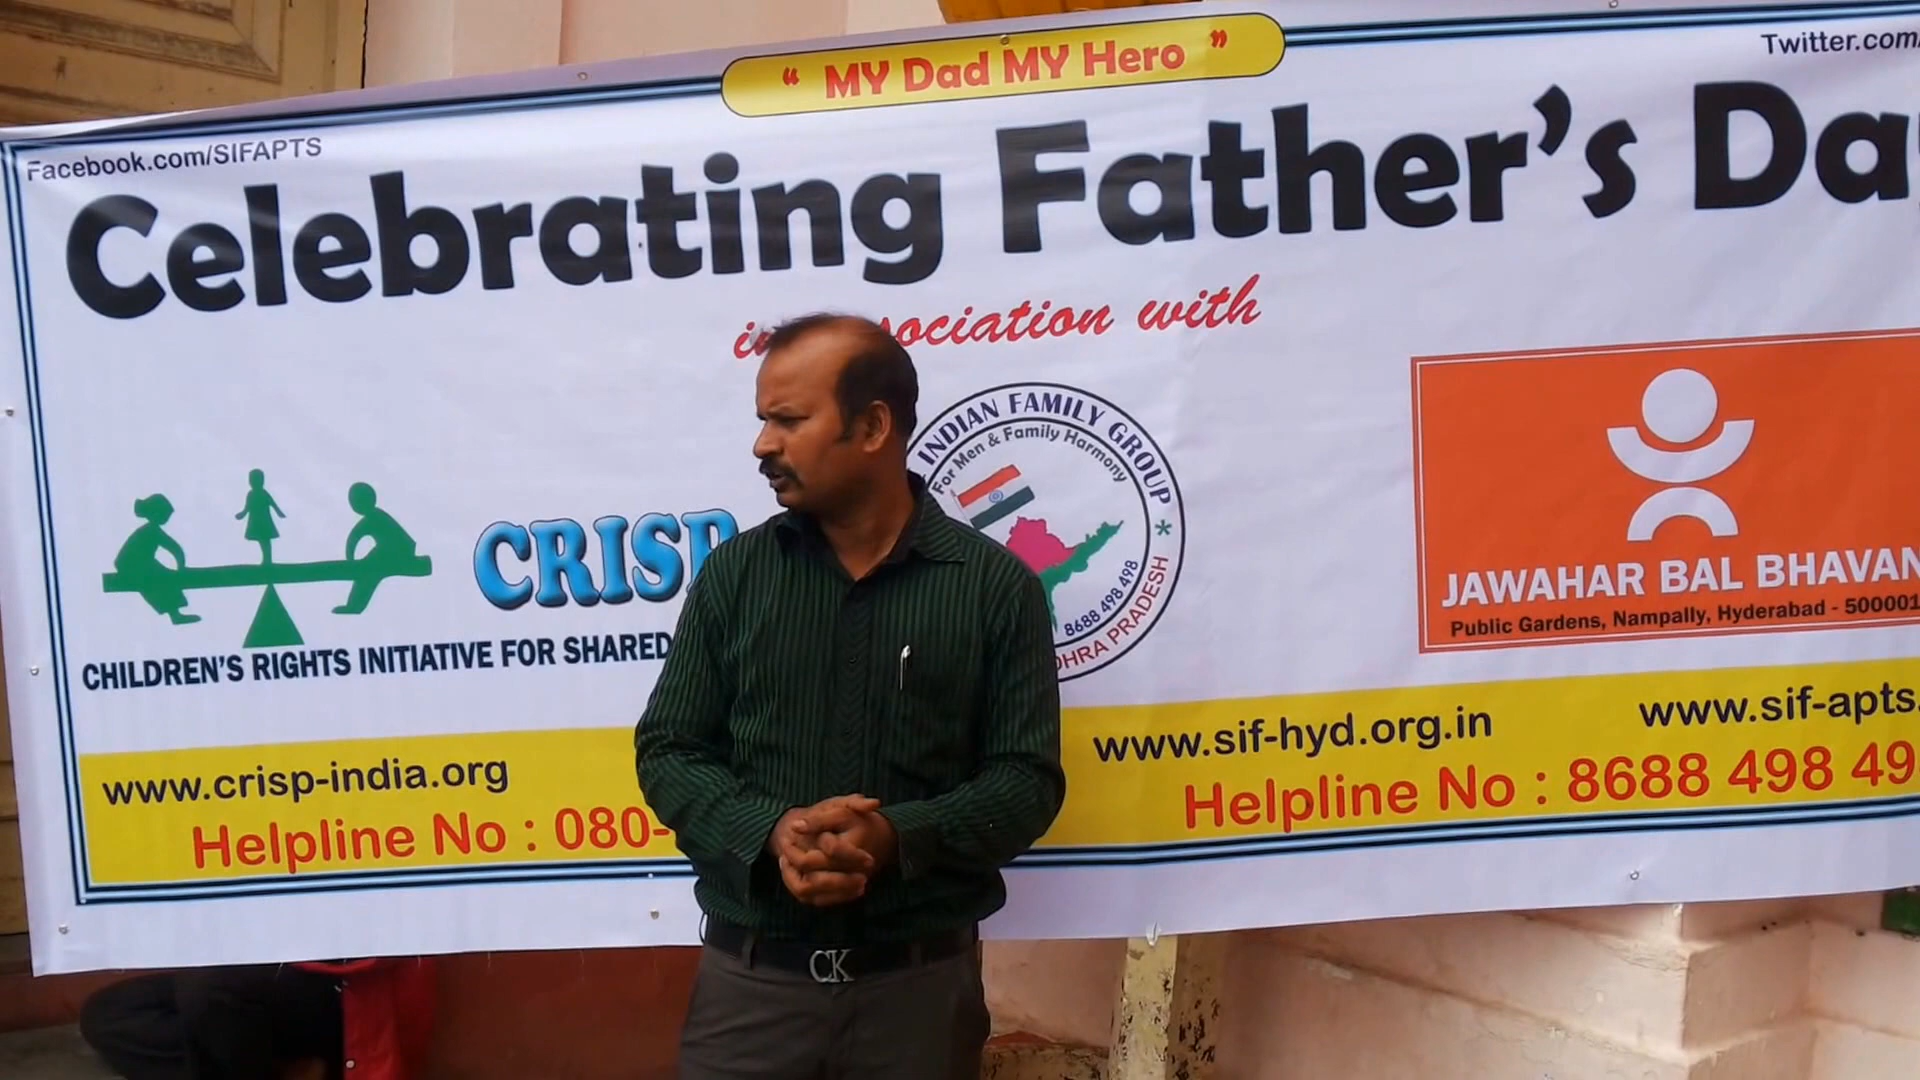 “ MY Dad MY Hero ”
Twitter.com/
Facebook.com/SIFAPTS
Celebrating Father's Day
in association with
CRISP
INDIAN FAMILY GROUP
For Men & Family Harmony
8688 498 498
DHRA PRADESH
CHILDREN'S RIGHTS INITIATIVE FOR SHARED
JAWAHAR BAL BHAVAN
Public Gardens, Nampally, Hyderabad - 500001
www.crisp-india.org
www.sif-hyd.org.in
www.sif-apts.
Helpline No : 080-
Helpline No : 8688 498 49
CK